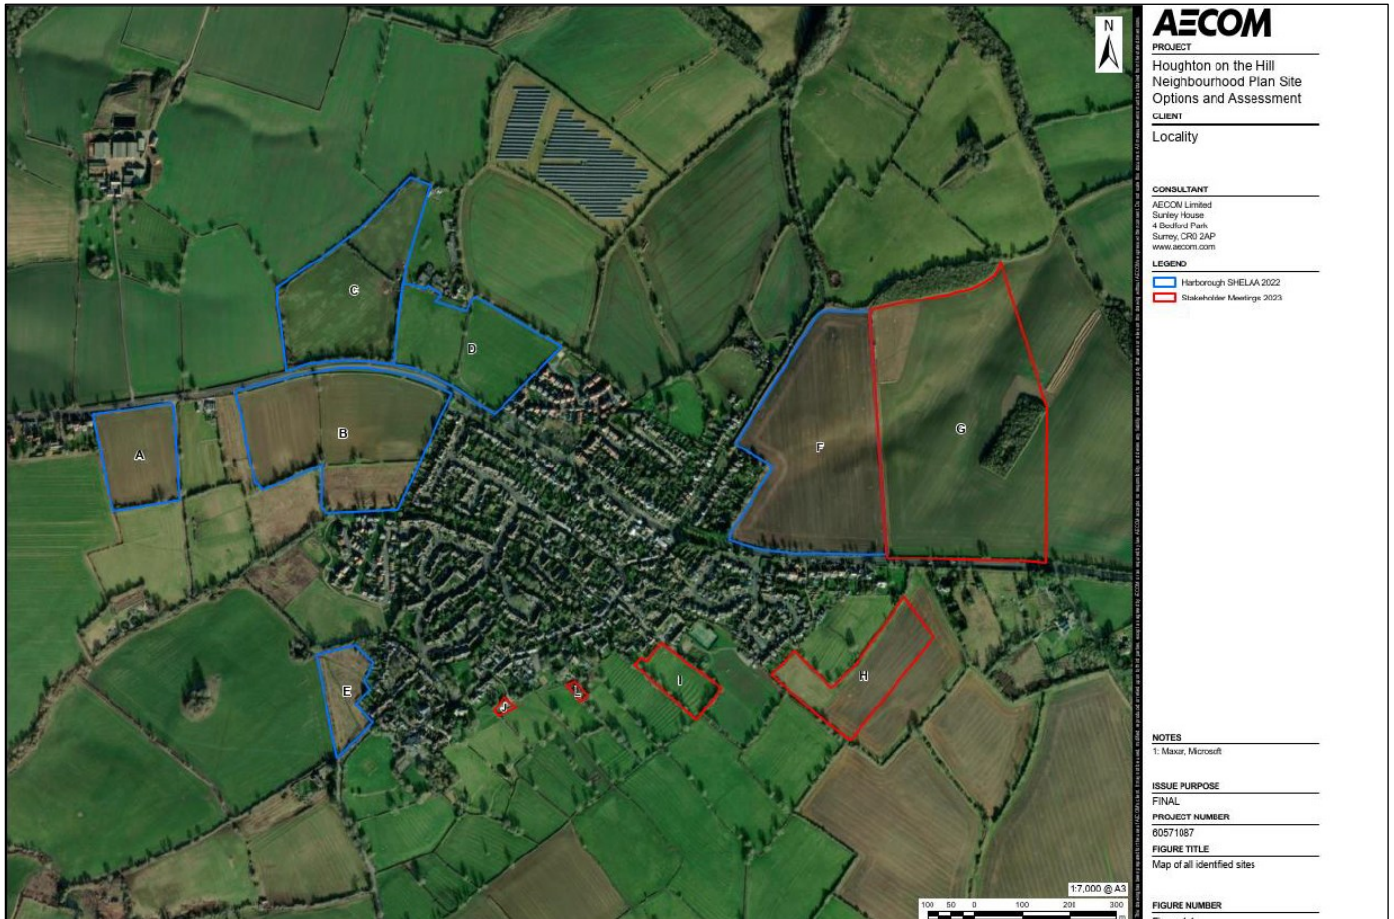 N
C
D
A
B
F
G
E
H
I
J
L
1:7,000 @ A3
100 50 0 100 200 300
m
AECOM
PROJECT
Houghton on the Hill
Neighbourhood Plan Site
Options and Assessment
CLIENT
Locality
CONSULTANT
AECOM Limited
Sunley House
4 Bedford Park
Surrey, CR0 2AP
www.aecom.com
LEGEND
Harborough SHELAA 2022
Stakeholder Meetings 2023
NOTES
1: Maxar, Microsoft
ISSUE PURPOSE
FINAL
PROJECT NUMBER
60571087
FIGURE TITLE
Map of all identified sites
FIGURE NUMBER